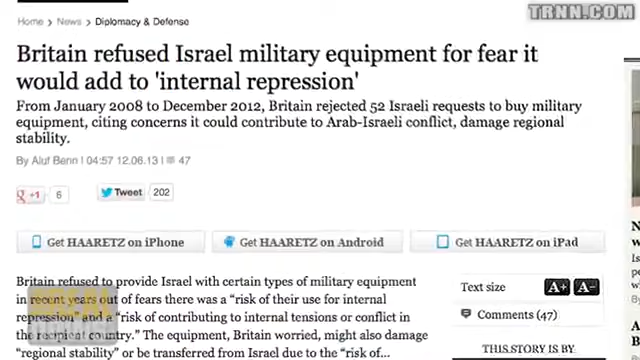 TRNN.COM
Home > News > Diplomacy & Defense
Britain refused Israel military equipment for fear it
would add to 'internal repression'
From January 2008 to December 2012, Britain rejected 52 Israeli requests to buy military
equipment, citing concerns it could contribute to Arab-Israeli conflict, damage regional
stability.
By Aluf Benn | 04:57 12.06.13 | 47
+1 6 Tweet 202
Get HAARETZ on iPhone Get HAARETZ on Android Get HAARETZ on iPad
Britain refused to provide Israel with certain types of military equipment
in recent years out of fears there was a “risk of their use for internal
repression” and a “risk of contributing to internal tensions or conflict in
the recipient country.” The equipment, Britain worried, might also damage
“regional stability” or be transferred from Israel due to the “risk of...
Text size A+ A-
Comments (47)
THIS STORY IS BY